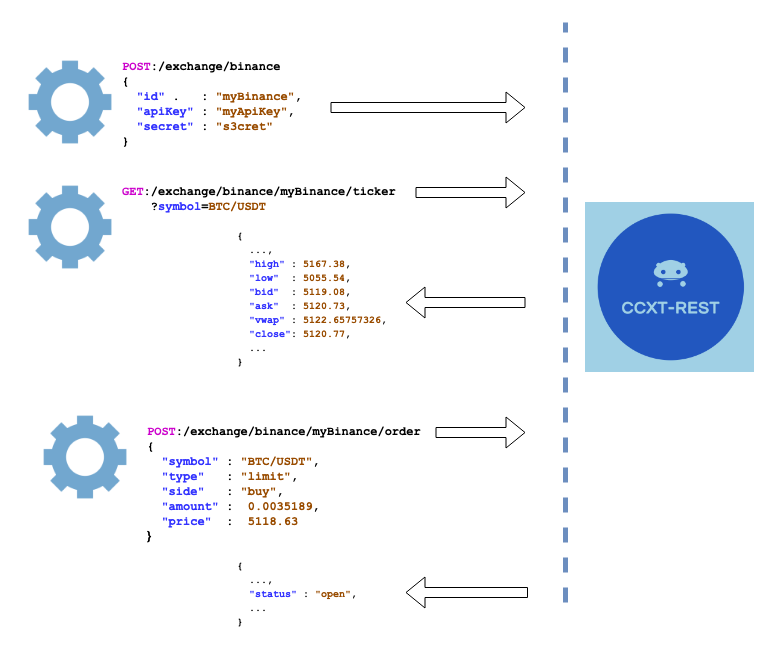 POST:/exchange/binance
{
"id" .   : "myBinance",
"apiKey" : "myApiKey",
"secret" : "s3cret"
}
GET:/exchange/binance/myBinance/ticker
?symbol=BTC/USDT
{
...,
"high" : 5167.38,
"low"  : 5055.54,
"bid"  : 5119.08,
"ask"  : 5120.73,
"vwap" : 5122.65757326,
"close": 5120.77,
...
}
CCXT-REST
POST:/exchange/binance/myBinance/order
{
"symbol" : "BTC/USDT",
"type"   : "limit",
"side"   : "buy",
"amount" :  0.0035189,
"price"  :  5118.63
}
{
...,
"status" : "open",
...
}